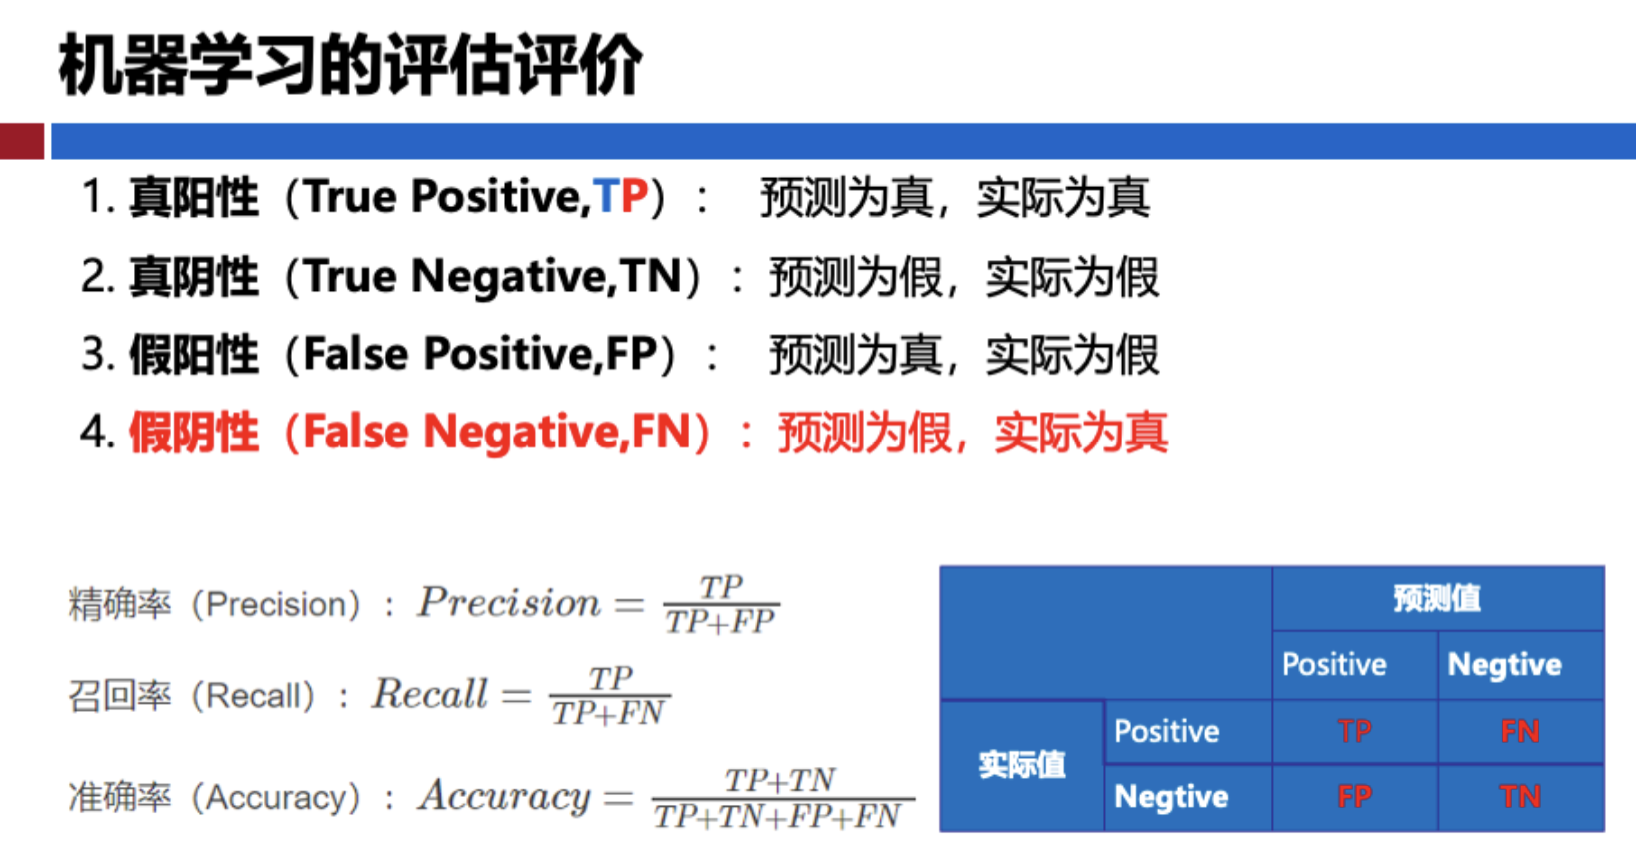 机器学习的评估评价
1. 真阳性（True Positive,TP）： 预测为真，实际为真
2. 真阴性（True Negative,TN）：预测为假，实际为假
3. 假阳性（False Positive,FP）： 预测为真，实际为假
4. 假阴性（False Negative,FN）：预测为假，实际为真
精确率（Precision）： Precision = TP / TP+FP
召回率（Recall）： Recall = TP / TP+FN
准确率（Accuracy）： Accuracy = TP+TN / TP+TN+FP+FN
预测值
Positive Negtive
实际值
Positive TP FN
Negtive FP TN